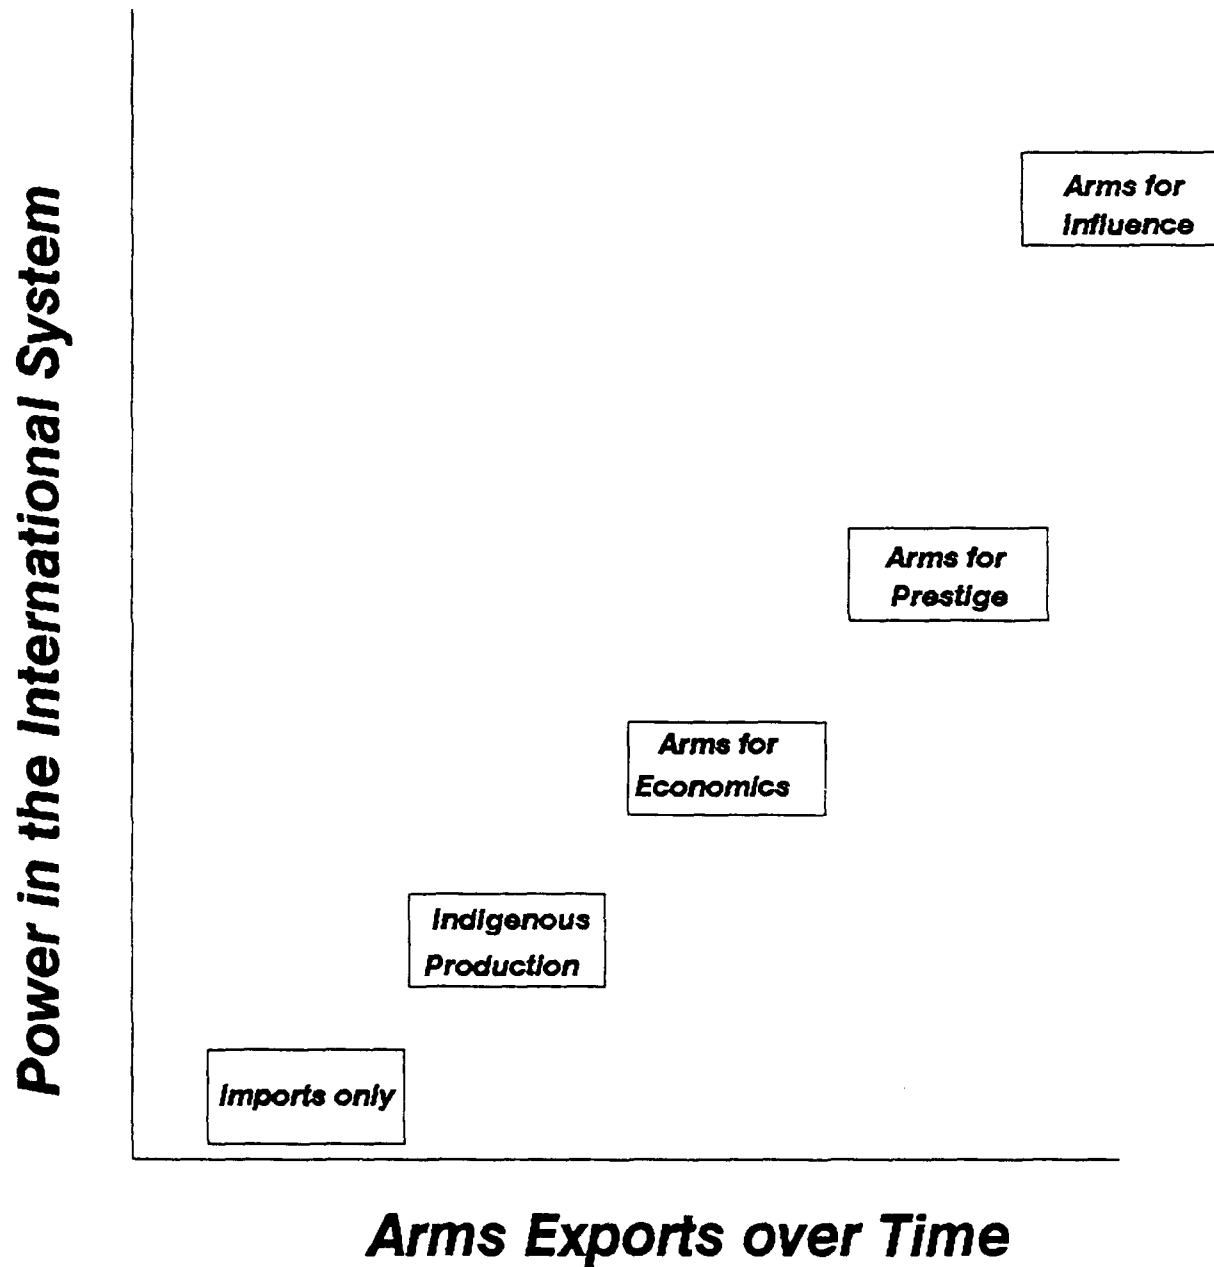 Power in the International System
Arms for
Influence
Arms for
Prestige
Arms for
Economics
Indigenous
Production
Imports only
Arms Exports over Time